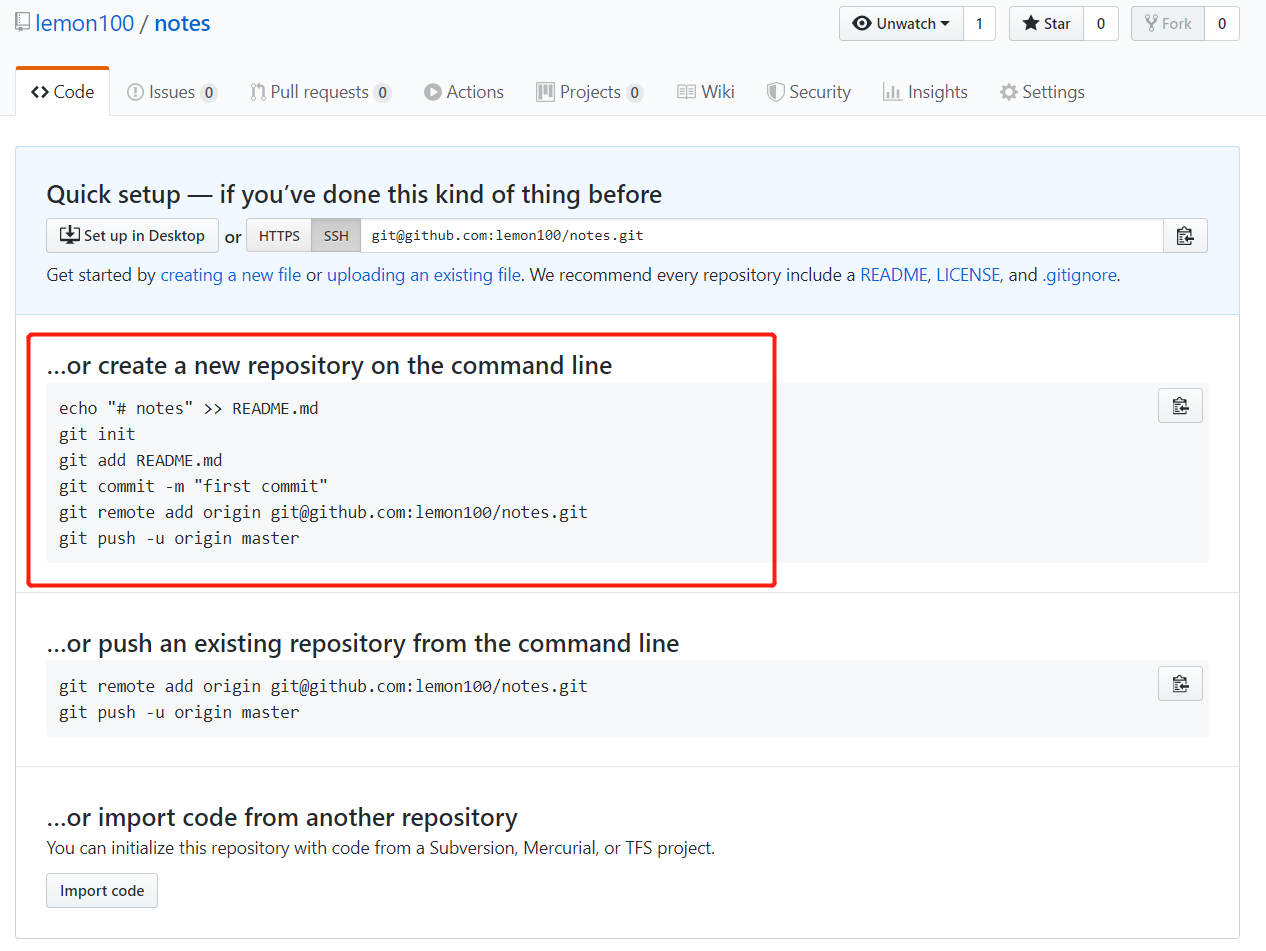 lemon100 / notes
Unwatch 1 Star 0 Fork 0
Code Issues 0 Pull requests 0 Actions Projects 0 Wiki Security Insights Settings
Quick setup — if you’ve done this kind of thing before
Set up in Desktop or HTTPS SSH git@github.com:lemon100/notes.git
Get started by creating a new file or uploading an existing file. We recommend every repository include a README, LICENSE, and .gitignore.
…or create a new repository on the command line
echo "# notes" >> README.md
git init
git add README.md
git commit -m "first commit"
git remote add origin git@github.com:lemon100/notes.git
git push -u origin master
…or push an existing repository from the command line
git remote add origin git@github.com:lemon100/notes.git
git push -u origin master
…or import code from another repository
You can initialize this repository with code from a Subversion, Mercurial, or TFS project.
Import code